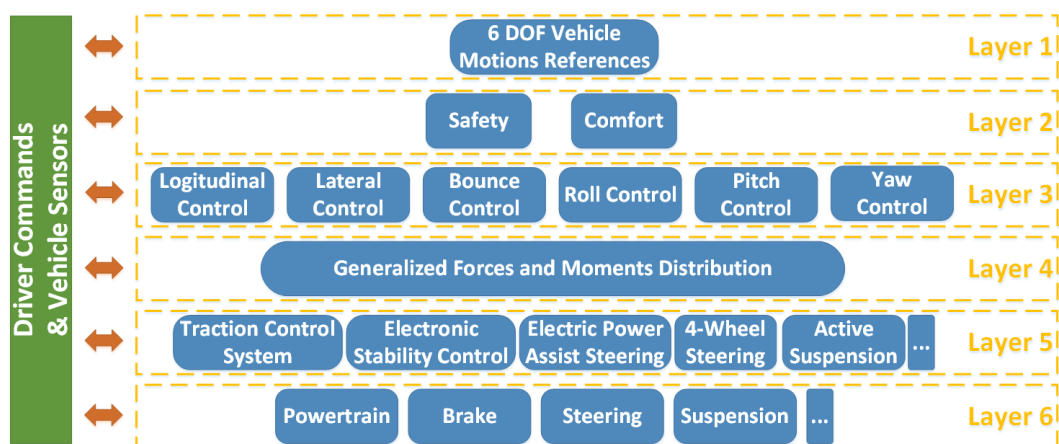 Driver Commands
& Vehicle Sensors
6 DOF Vehicle
Motions References
Layer 1
Safety
Comfort
Layer 2
Logitudinal
Control
Lateral
Control
Bounce
Control
Roll Control
Pitch
Control
Yaw
Control
Layer 3
Generalized Forces and Moments Distribution
Layer 4
Traction Control
System
Electronic
Stability Control
Electric Power
Assist Steering
4-Wheel
Steering
Active
Suspension
...
Layer 5
Powertrain
Brake
Steering
Suspension
...
Layer 6